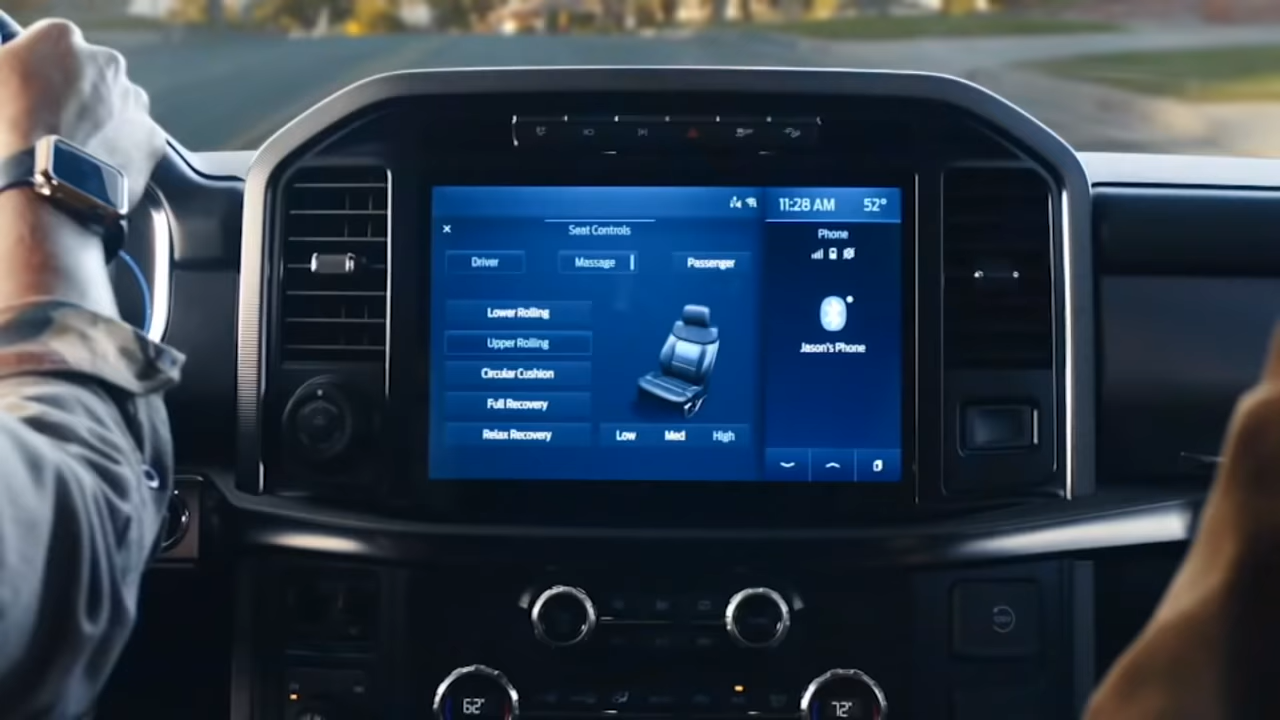 11:28 AM 52°
× Seat Controls Phone
Driver Massage Passenger
Lower Rolling
Upper Rolling
Circular Cushion
Full Recovery
Relax Recovery
Low Med High
Jason's Phone
62°
72°